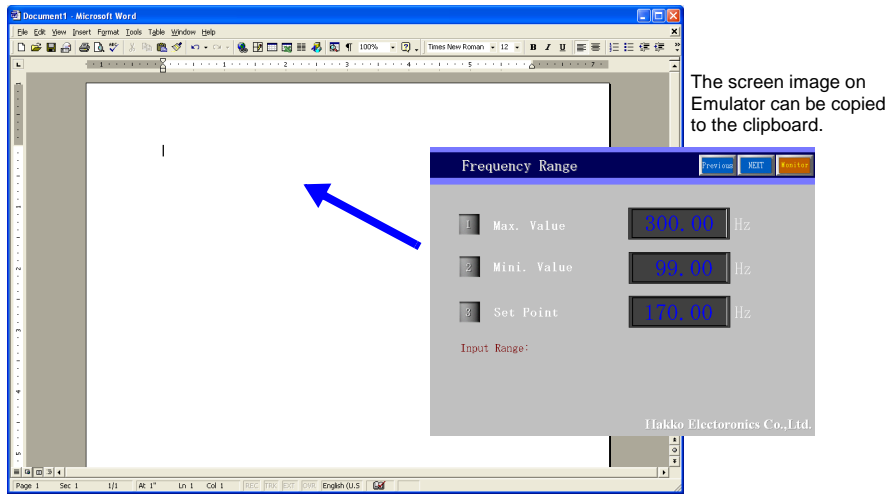 Document1 - Microsoft Word
File Edit View Insert Format Tools Table Window Help
100% Times New Roman 12 B I U
The screen image on
Emulator can be copied
to the clipboard.
Frequency Range Previous NEXT Monitor
1 Max. Value 300.00 Hz
2 Mini. Value 99.00 Hz
3 Set Point 170.00 Hz
Input Range:
Hakko Electoronics Co.,Ltd.
Page 1 Sec 1 1/1 At 1" Ln 1 Col 1 REC TRK EXT OVR English (U.S